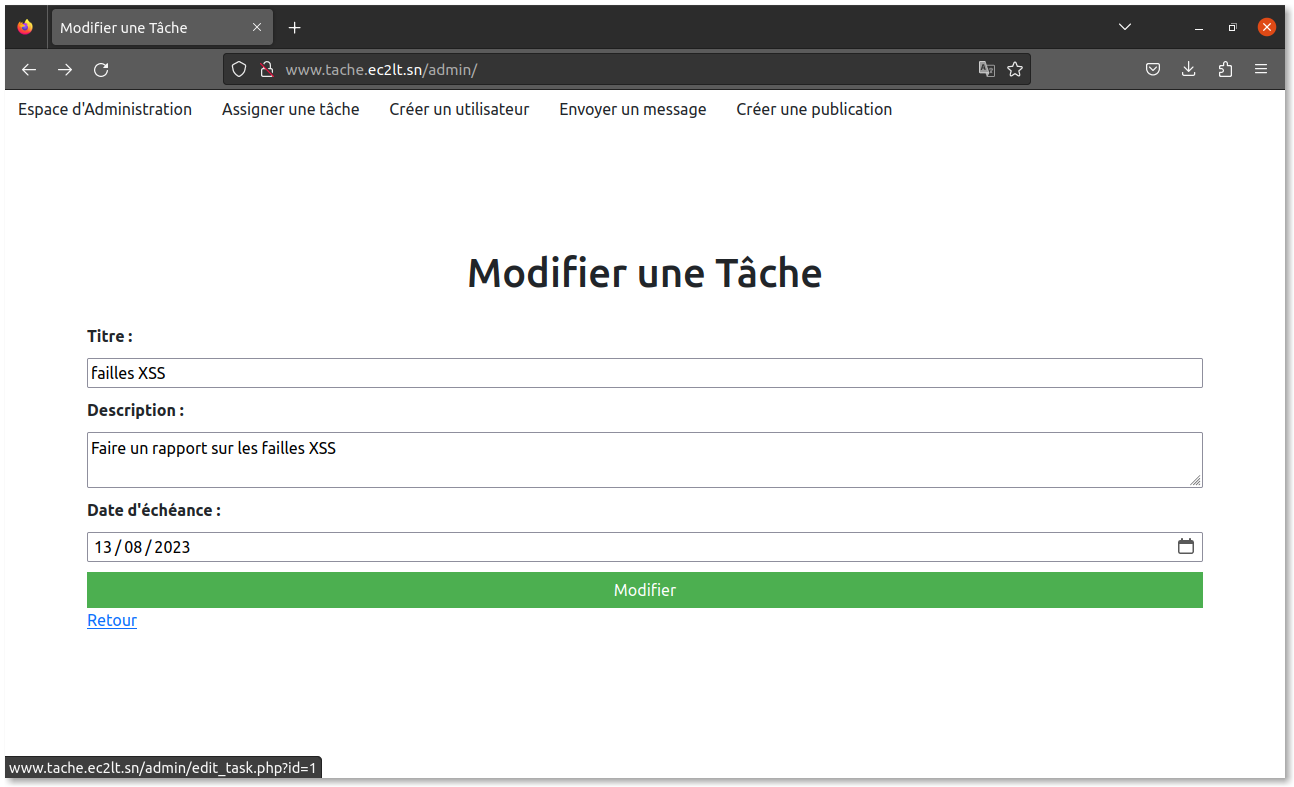 Modifier une Tâche
www.tache.ec2lt.sn/admin/
Espace d'Administration Assigner une tâche Créer un utilisateur Envoyer un message Créer une publication
Modifier une Tâche
Titre :
failles XSS
Description :
Faire un rapport sur les failles XSS
Date d'échéance :
13 / 08 / 2023
Modifier
Retour
www.tache.ec2lt.sn/admin/edit_task.php?id=1